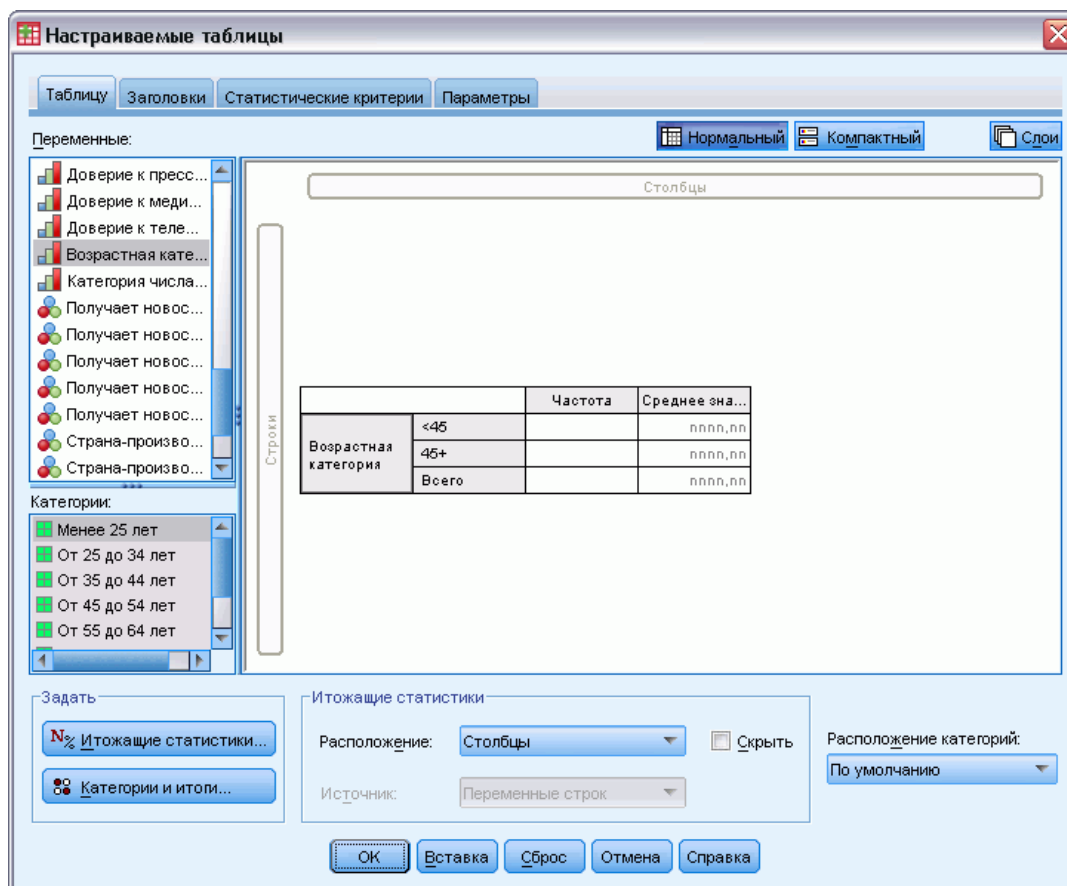 Настраиваемые таблицы
Таблицу Заголовки Статистические критерии Параметры
Переменные:
Нормальный Компактный Слои
Доверие к пресс...
Доверие к меди...
Доверие к теле...
Возрастная кате...
Категория числа...
Получает новос...
Получает новос...
Получает новос...
Получает новос...
Получает новос...
Страна-произво...
Страна-произво...
Столбцы
Строки
Частота Среднее зна...
Возрастная категория
<45 nnnn,nn
45+ nnnn,nn
Всего nnnn,nn
Категории:
Менее 25 лет
От 25 до 34 лет
От 35 до 44 лет
От 45 до 54 лет
От 55 до 64 лет
Задать
N% Итожащие статистики...
Категории и итоги...
Итожащие статистики
Расположение: Столбцы Скрыть
Источник: Переменные строк
Расположение категорий:
По умолчанию
OK Вставка Сброс Отмена Справка